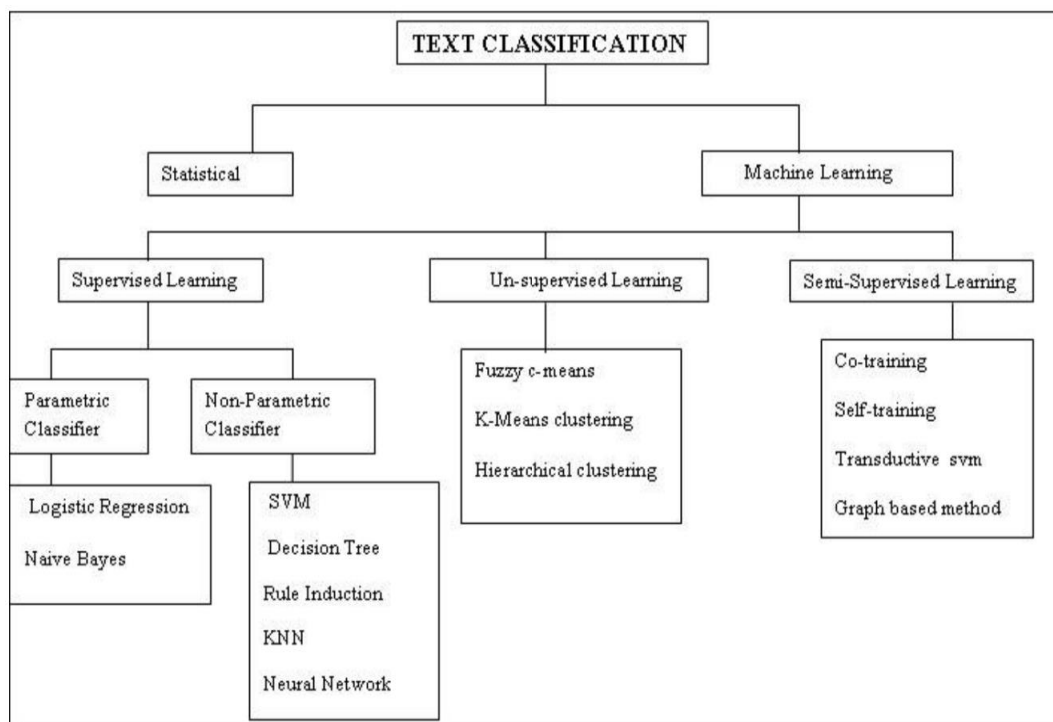 TEXT CLASSIFICATION
Statistical
Machine Learning
Supervised Learning
Un-supervised Learning
Semi-Supervised Learning
Parametric
Classifier
Non-Parametric
Classifier
Logistic Regression
Naive Bayes
SVM
Decision Tree
Rule Induction
KNN
Neural Network
Fuzzy c-means
K-Means clustering
Hierarchical clustering
Co-training
Self-training
Transductive svm
Graph based method